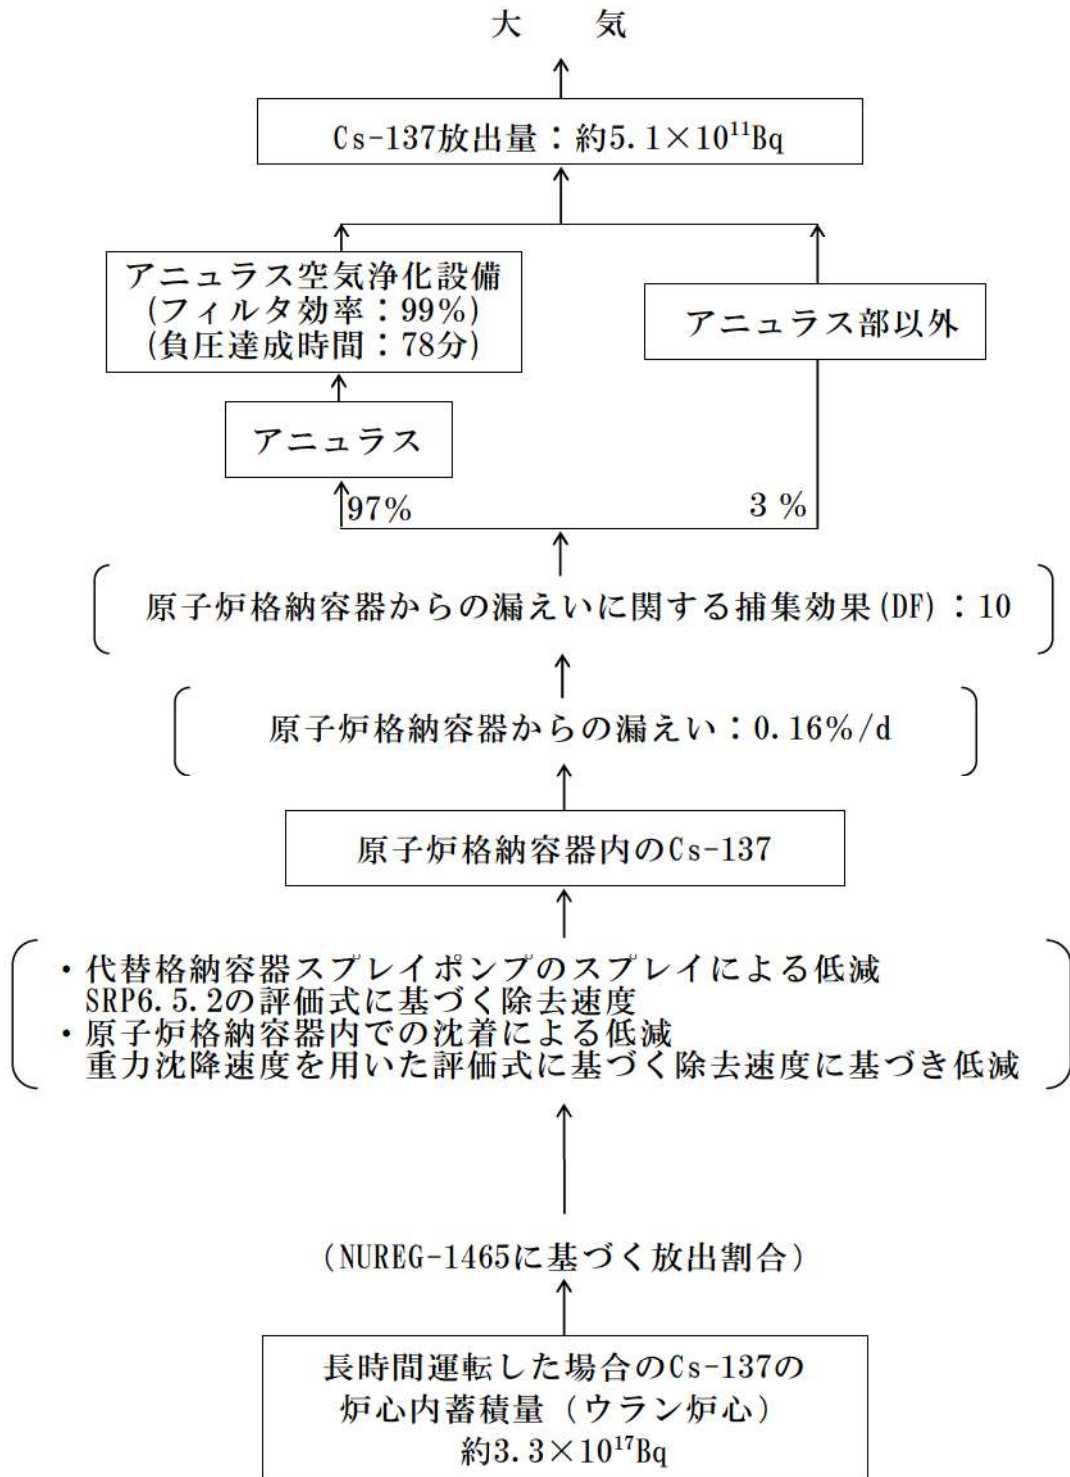 大 気
Cs-137放出量：約5.1×10¹¹Bq
アニュラス空気浄化設備
(フィルタ効率：99%)
(負圧達成時間：78分)
アニュラス部以外
アニュラス
97%
3 %
原子炉格納容器からの漏えいに関する捕集効果(DF)：10
原子炉格納容器からの漏えい：0.16%/d
原子炉格納容器内のCs-137
・代替格納容器スプレイポンプのスプレイによる低減
SRP6.5.2の評価式に基づく除去速度
・原子炉格納容器内での沈着による低減
重力沈降速度を用いた評価式に基づく除去速度に基づき低減
(NUREG-1465に基づく放出割合)
長時間運転した場合のCs-137の
炉心内蓄積量（ウラン炉心）
約3.3×10¹⁷Bq